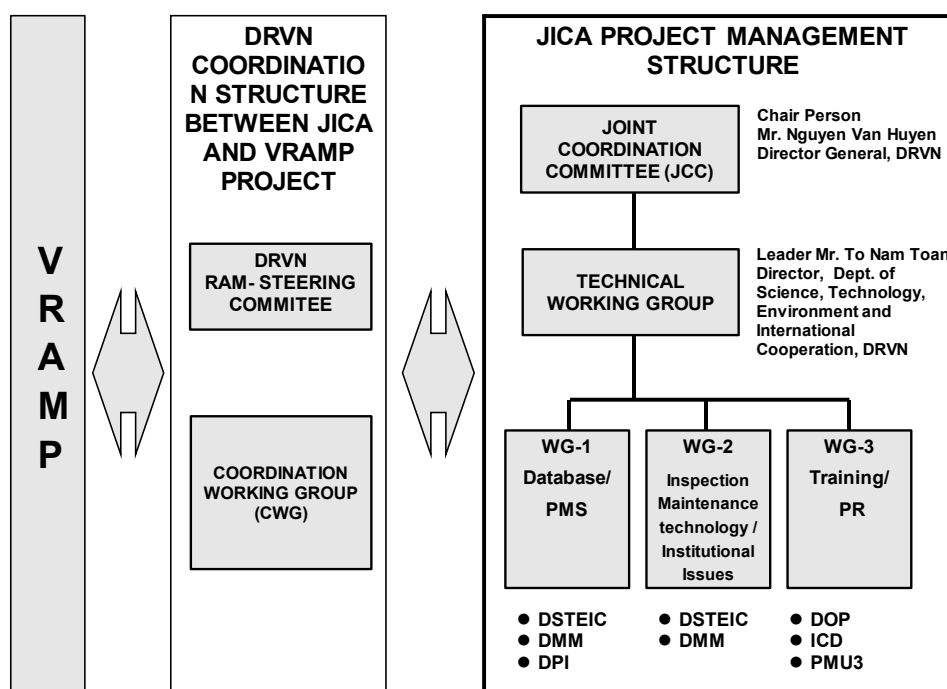 V
R
A
M
P
DRVN
COORDINATIO
N STRUCTURE
BETWEEN JICA
AND VRAMP
PROJECT
DRVN
RAM- STEERING
COMMITEE
COORDINATION
WORKING GROUP
(CWG)
JICA PROJECT MANAGEMENT
STRUCTURE
JOINT
COORDINATION
COMMITTEE (JCC)
Chair Person
Mr. Nguyen Van Huyen
Director General, DRVN
TECHNICAL
WORKING GROUP
Leader Mr. To Nam Toan
Director, Dept. of
Science, Technology,
Environment and
International
Cooperation, DRVN
WG-1
Database/
PMS
WG-2
Inspection
Maintenance
technology /
Institutional
Issues
WG-3
Training/
PR
● DSTEIC
● DMM
● DPI
● DSTEIC
● DMM
● DOP
● ICD
● PMU3